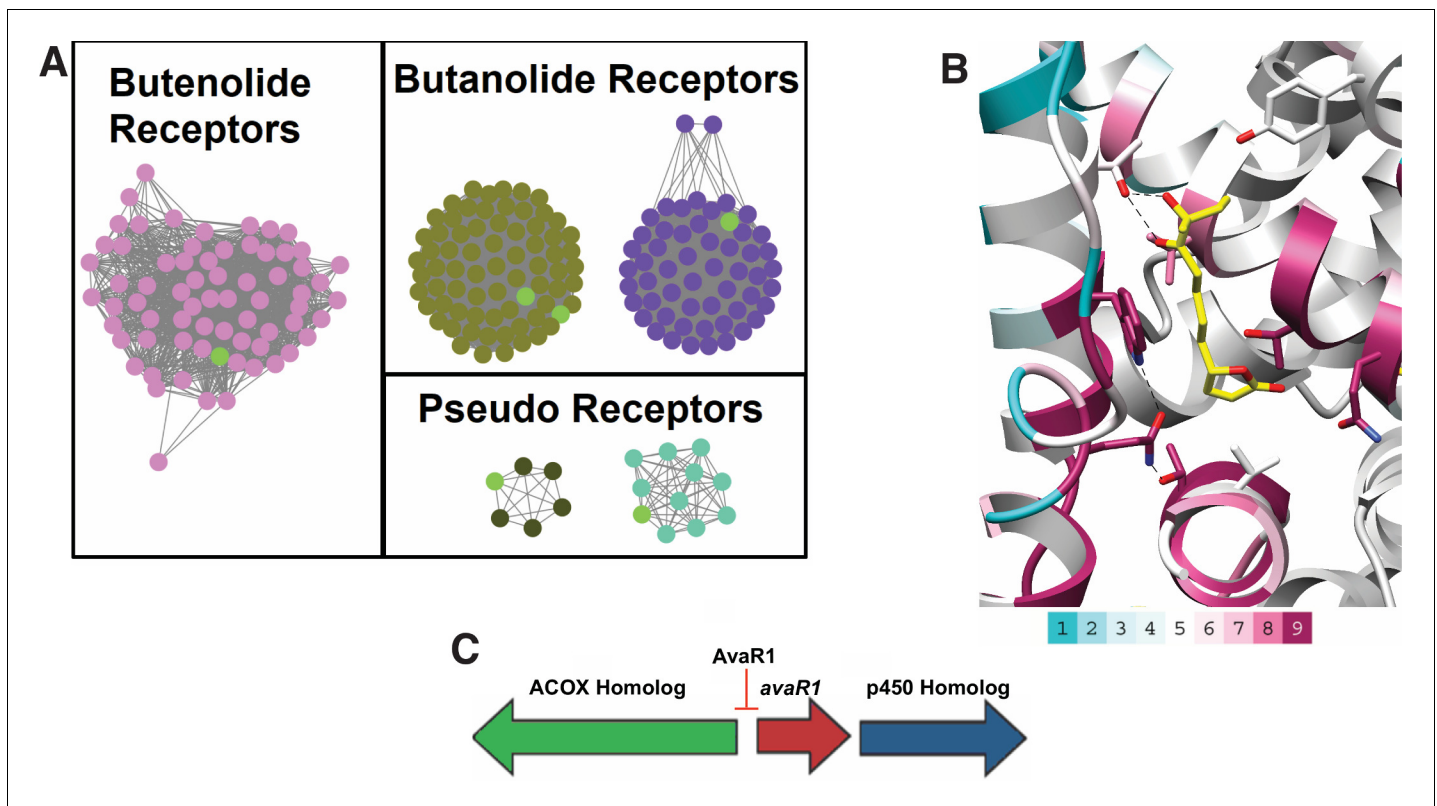 A
Butenolide
Receptors
Butanolide Receptors
Pseudo Receptors
B
1 2 3 4 5 6 7 8 9
C
AvaR1
ACOX Homolog
avaR1
p450 Homolog